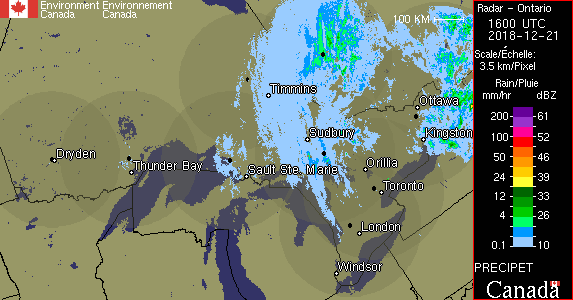 Environment Environnement
Canada Canada
100 KM
Timmins
Ottawa
Sudbury
Kingston
Dryden
Thunder Bay
Sault Ste. Marie
Orillia
Toronto
London
Windsor
Radar - Ontario
1600 UTC
2018-12-21
Scale/Échelle:
3.5 km/Pixel
Rain/Pluie
mm/hr dBZ
200 61
100 52
50 46
24 39
12 33
4 26
0.1 10
PRECIPET
Canada